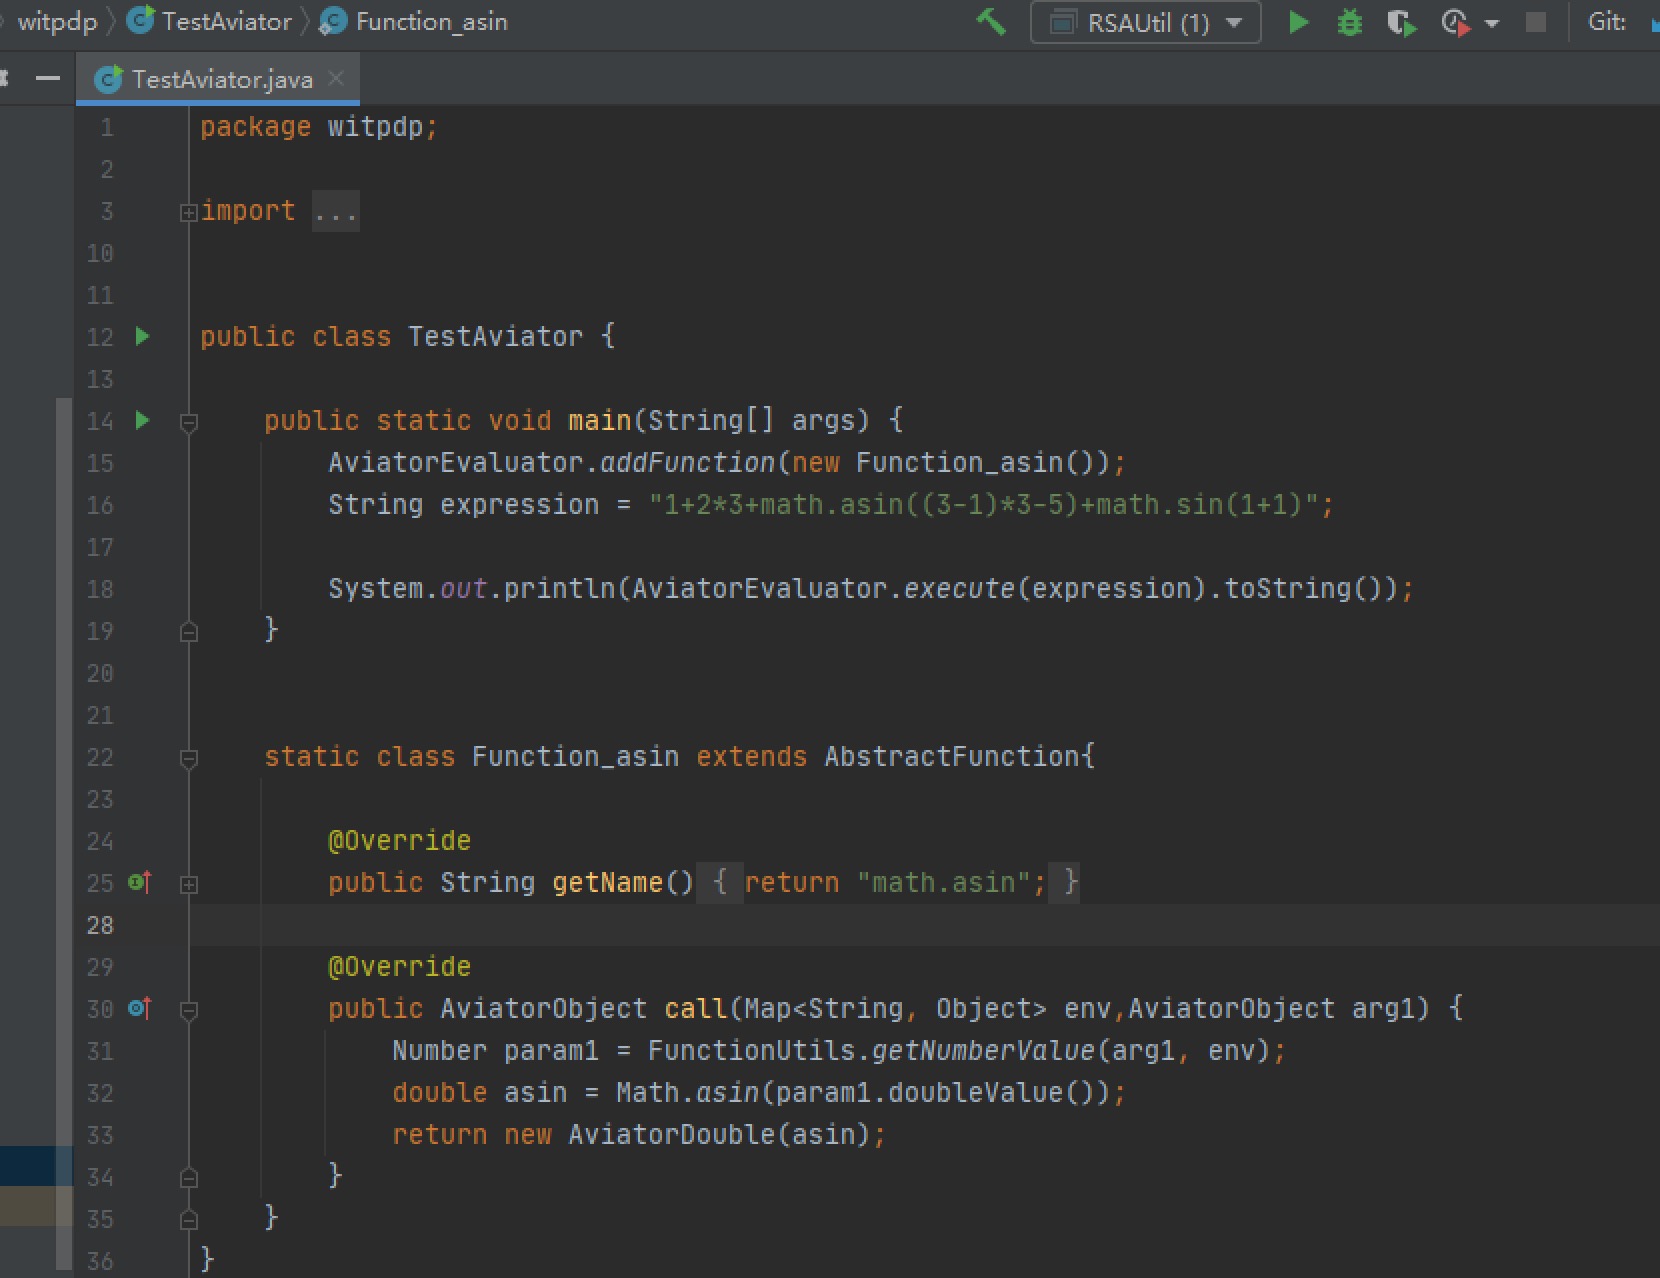 witpdp TestAviator Function_asin RSAUtil (1) Git:
TestAviator.java
1 package witpdp;
2
3 import ...
10
11
12 public class TestAviator {
13
14 public static void main(String[] args) {
15 AviatorEvaluator.addFunction(new Function_asin());
16 String expression = "1+2*3+math.asin((3-1)*3-5)+math.sin(1+1)";
17
18 System.out.println(AviatorEvaluator.execute(expression).toString());
19 }
20
21
22 static class Function_asin extends AbstractFunction{
23
24 @Override
25 public String getName() { return "math.asin"; }
28
29 @Override
30 public AviatorObject call(Map<String, Object> env,AviatorObject arg1) {
31 Number param1 = FunctionUtils.getNumberValue(arg1, env);
32 double asin = Math.asin(param1.doubleValue());
33 return new AviatorDouble(asin);
34 }
35 }
36 }